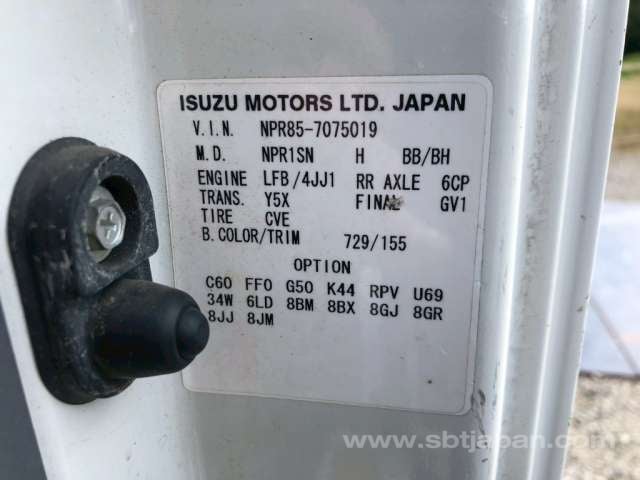 ISUZU MOTORS LTD. JAPAN
V.I.N. NPR85-7075019
M.D. NPR1SN H BB/BH
ENGINE LFB/4JJ1 RR AXLE 6CP
TRANS. Y5X FINAL GV1
TIRE CVE
B.COLOR/TRIM 729/155
OPTION
C60 FF0 G50 K44 RPV U69
34W 6LD 8BM 8BX 8GJ 8GR
8JJ 8JM
www.sbtjapan.com